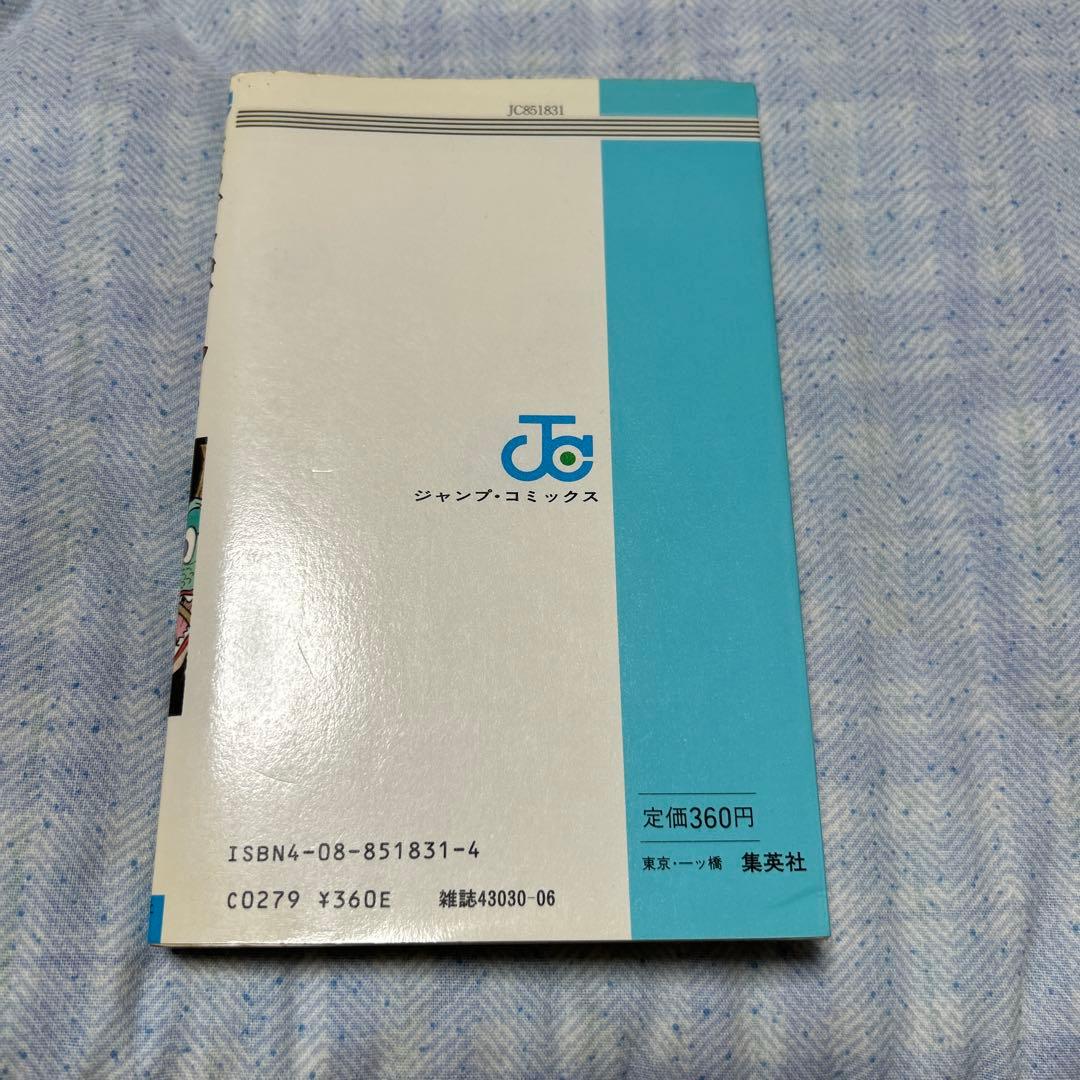 JC851831
JC
ジャンプ・コミックス
定価360円
東京・一ッ橋 集英社
ISBN4-08-851831-4
C0279 ¥360E 雑誌43030-06